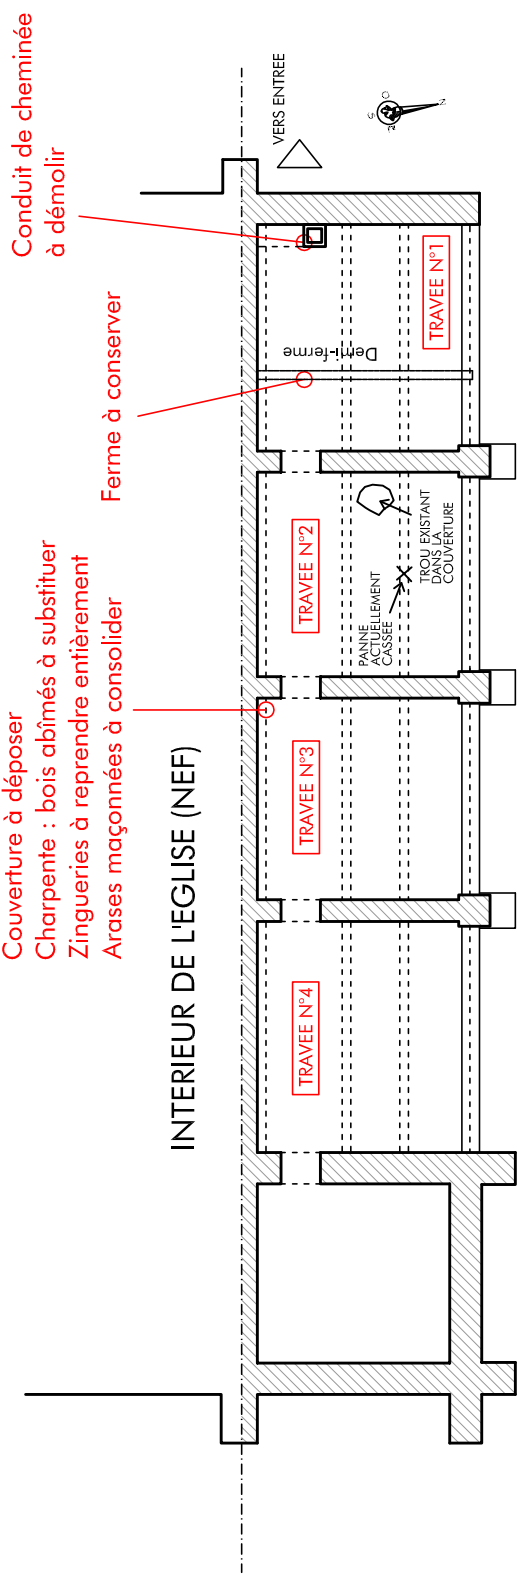 Couverture à déposer
Charpente : bois abîmés à substituer
Zingueries à reprendre entièrement
Arases maçonnées à consolider
Ferme à conserver
Conduit de cheminée
à démolir
INTERIEUR DE L'EGLISE (NEF)
VERS ENTREE
TRAVEE N°4
TRAVEE N°3
TRAVEE N°2
TRAVEE N°1
Demi-ferme
PANNE
ACTUELLEMENT
CASSEE
TROU EXISTANT
DANS LA
COUVERTURE
S
O
N